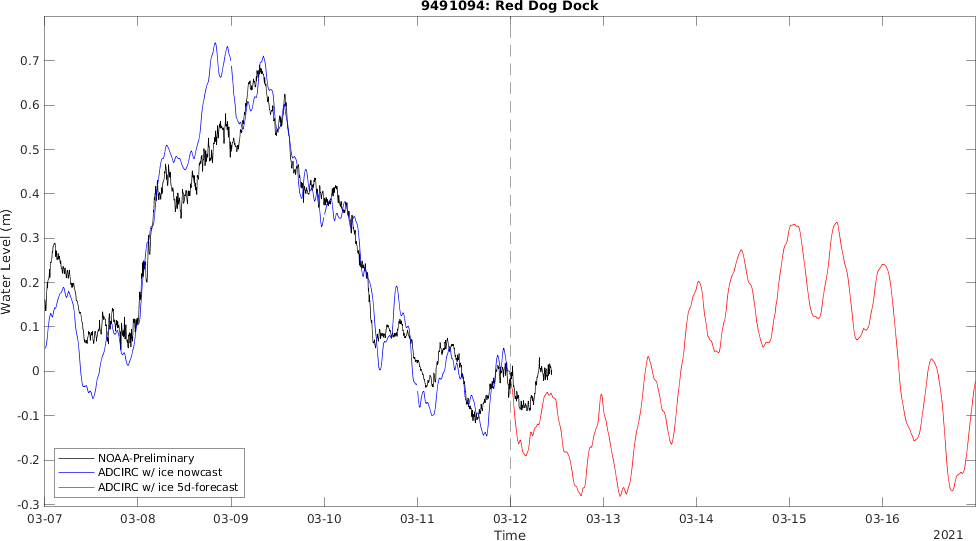 9491094: Red Dog Dock
Water Level (m)
0.7
0.6
0.5
0.4
0.3
0.2
0.1
0
-0.1
-0.2
-0.3
NOAA-Preliminary
ADCIRC w/ ice nowcast
ADCIRC w/ ice 5d-forecast
03-07 03-08 03-09 03-10 03-11 03-12 03-13 03-14 03-15 03-16
Time
2021